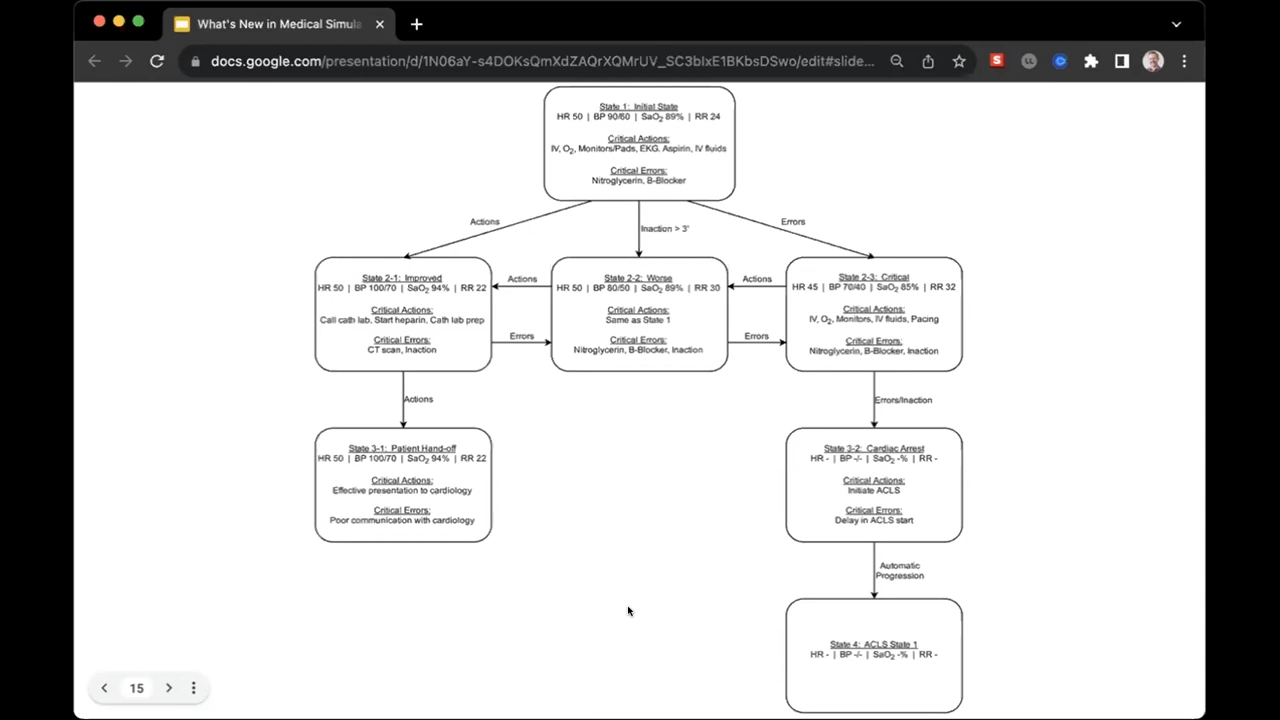 What's New in Medical Simula
docs.google.com/presentation/d/1N06aY-s4DOKsQmXdZAQrXQMrUV_SC3blxE1BKbsDSwo/edit#slide...
State 1: Initial State
HR 50 | BP 90/60 | SaO₂ 89% | RR 24
Critical Actions:
IV, O₂, Monitors/Pads, EKG. Aspirin, IV fluids
Critical Errors:
Nitroglycerin, B-Blocker
Actions
Inaction > 3'
Errors
State 2-1: Improved
HR 50 | BP 100/70 | SaO₂ 94% | RR 22
Critical Actions:
Call cath lab, Start heparin, Cath lab prep
Critical Errors:
CT scan, Inaction
Actions
Errors
State 2-2: Worse
HR 50 | BP 80/50 | SaO₂ 89% | RR 30
Critical Actions:
Same as State 1
Critical Errors:
Nitroglycerin, B-Blocker, Inaction
Actions
Errors
State 2-3: Critical
HR 45 | BP 70/40 | SaO₂ 85% | RR 32
Critical Actions:
IV, O₂, Monitors, IV fluids, Pacing
Critical Errors:
Nitroglycerin, B-Blocker, Inaction
Actions
Errors/Inaction
State 3-1: Patient Hand-off
HR 50 | BP 100/70 | SaO₂ 94% | RR 22
Critical Actions:
Effective presentation to cardiology
Critical Errors:
Poor communication with cardiology
State 3-2: Cardiac Arrest
HR - | BP -/- | SaO₂ -% | RR -
Critical Actions:
Initiate ACLS
Critical Errors:
Delay in ACLS start
Automatic
Progression
State 4: ACLS State 1
HR - | BP -/- | SaO₂ -% | RR -
15